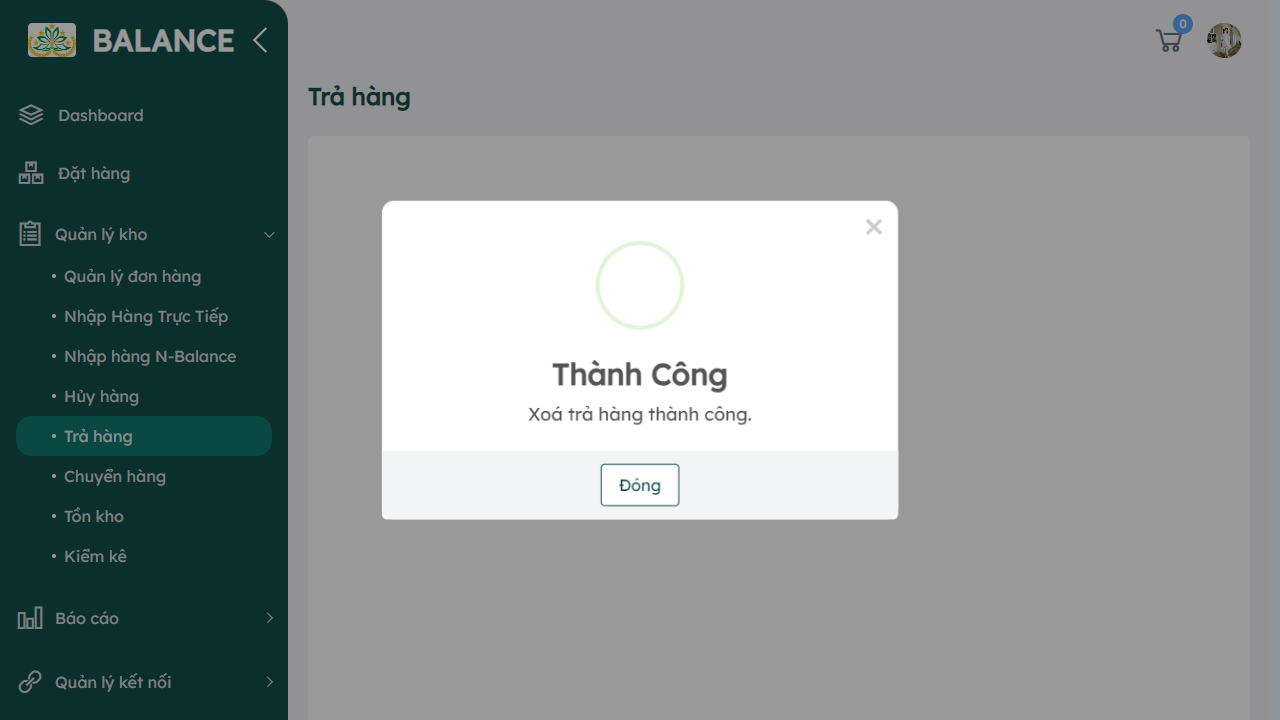 BALANCE
0
Trả hàng
Dashboard
Đặt hàng
Quản lý kho
Quản lý đơn hàng
Nhập Hàng Trực Tiếp
Nhập hàng N-Balance
Hủy hàng
Trả hàng
Chuyển hàng
Tồn kho
Kiểm kê
Báo cáo
Quản lý kết nối
Thành Công
Xoá trả hàng thành công.
Đóng